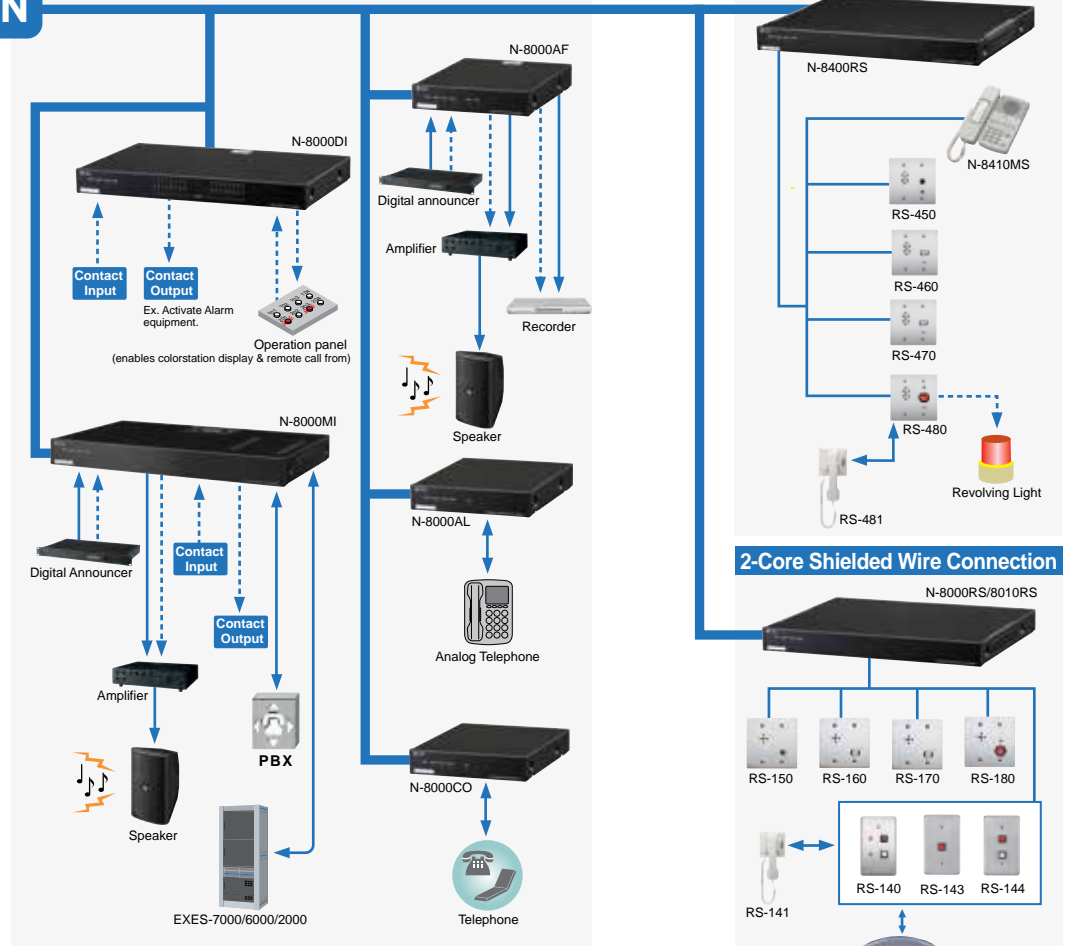 N
N-8000AF
N-8400RS
N-8000DI
N-8410MS
Digital announcer
RS-450
Amplifier
Contact
Input
Contact
Output
Ex. Activate Alarm
equipment.
RS-460
Recorder
Operation panel
(enables colorstation display & remote call from)
RS-470
N-8000MI
Speaker
RS-480
Revolving Light
RS-481
N-8000AL
Digital Announcer
Contact
Input
2-Core Shielded Wire Connection
N-8000RS/8010RS
Contact
Output
Analog Telephone
Amplifier
PBX
RS-150
RS-160
RS-170
RS-180
N-8000CO
Speaker
RS-140
RS-143
RS-144
RS-141
EXES-7000/6000/2000
Telephone